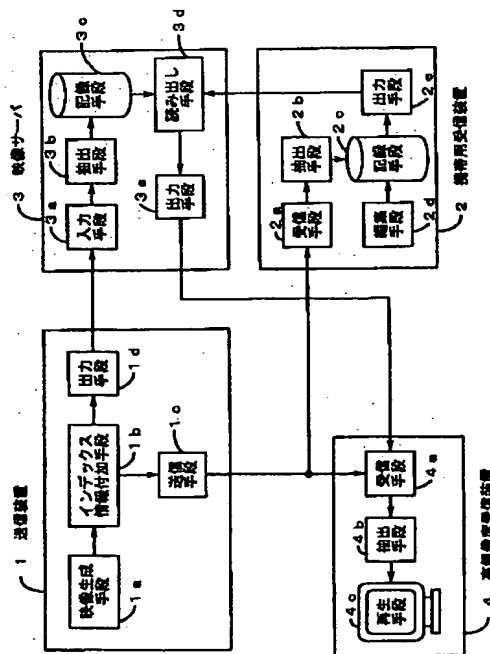 1 送信装置
映像生成
手段
1a
インデックス
情報付加手段
1b
送信
手段
1c
出力
手段
1d
3 映像サーバ
入力
手段
3a
抽出
手段
3b
記録
手段
3c
読み出し
手段
3d
出力
手段
3e
2 携帯用受信装置
受信
手段
2a
抽出
手段
2b
記録
手段
2c
編集
手段
2d
出力
手段
2e
4 高解像度受信装置
受信
手段
4a
抽出
手段
4b
再生
手段
4c